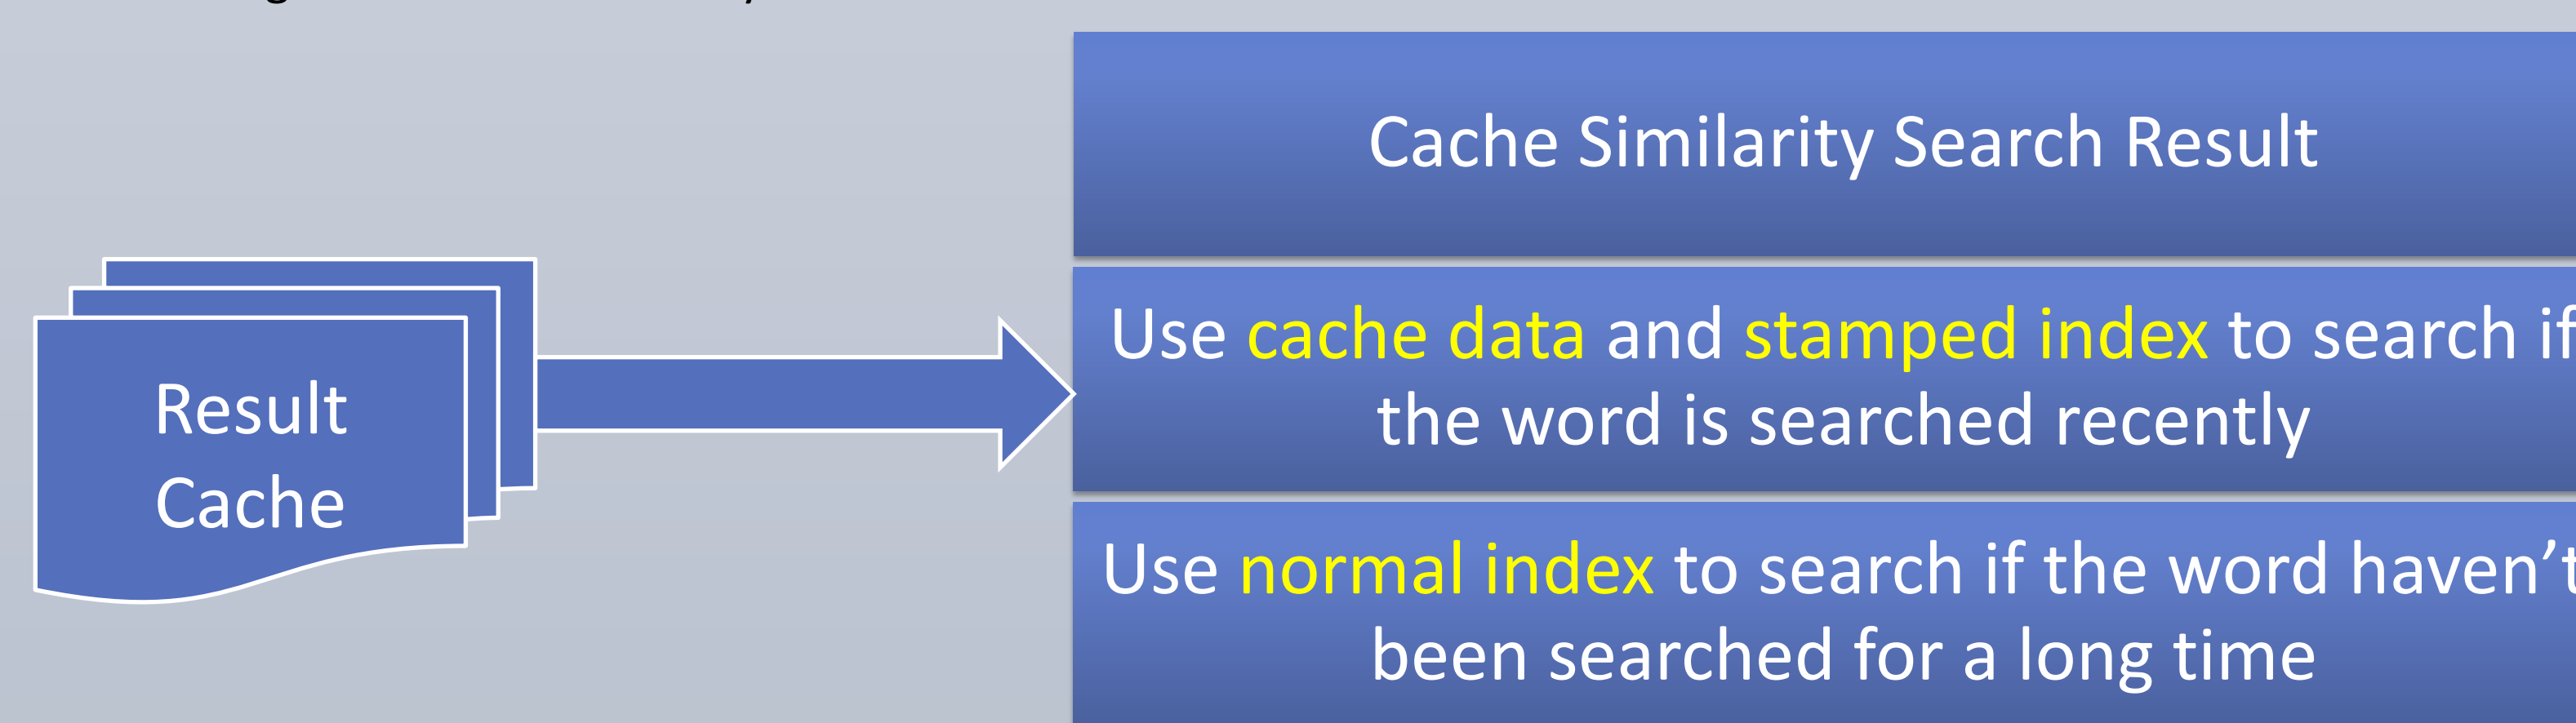 Result
Cache
Cache Similarity Search Result
Use cache data and stamped index to search if
the word is searched recently
Use normal index to search if the word haven’t
been searched for a long time